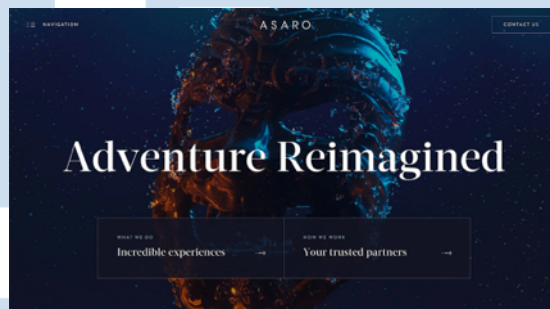 NAVIGATION
ASARO
CONTACT US
Adventure Reimagined
WHAT WE DO
Incredible experiences
HOW WE WORK
Your trusted partners